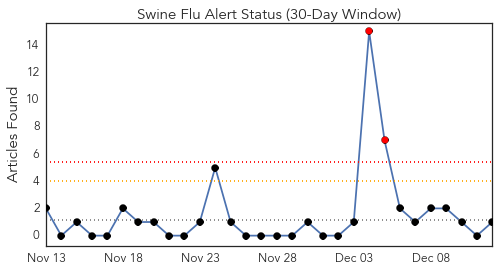 Swine Flu Alert Status (30-Day Window)
Articles Found
14
12
10
8
6
4
2
0
Nov 13 Nov 18 Nov 23 Nov 28 Dec 03 Dec 08